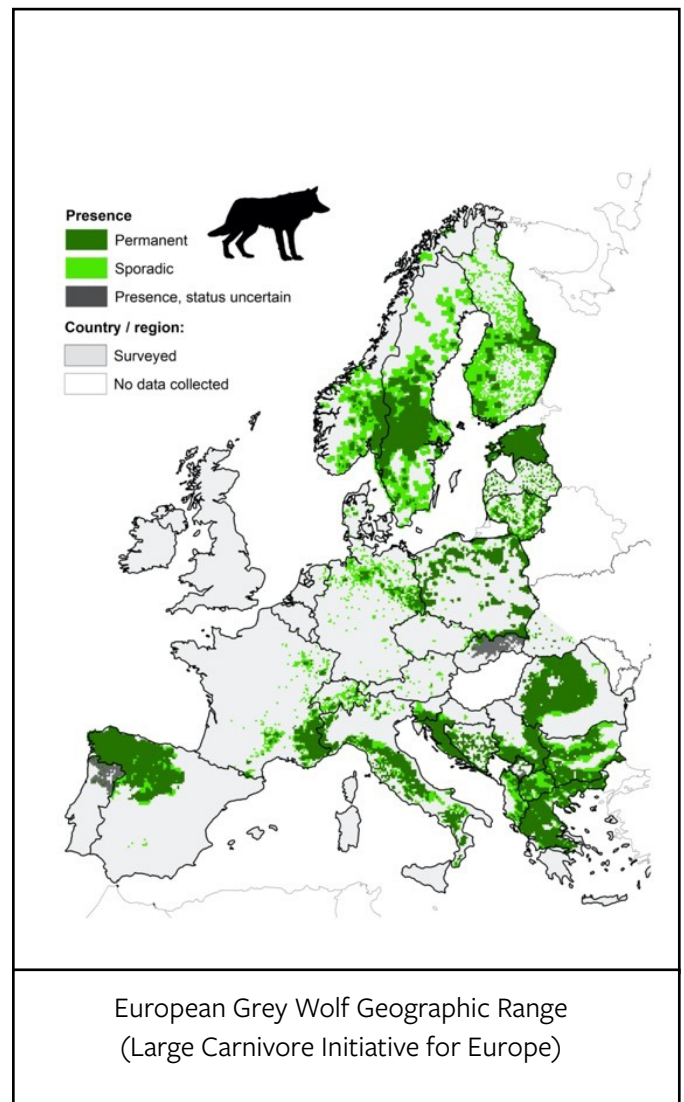 Presence
Permanent
Sporadic
Presence, status uncertain
Country / region:
Surveyed
No data collected
European Grey Wolf Geographic Range
(Large Carnivore Initiative for Europe)